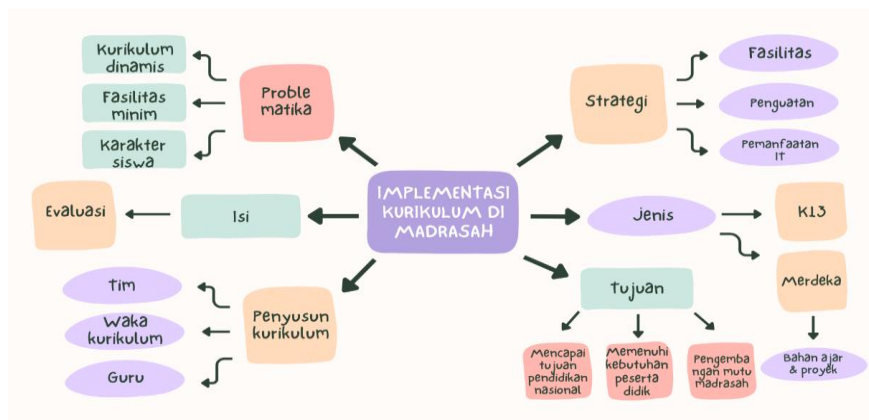 IMPLEMENTASI
KURIKULUM DI
MADRASAH
Proble
matika
Kurikulum
dinamis
Fasilitas
minim
Karakter
siswa
Strategi
Fasilitas
Penguatan
Pemanfaatan
IT
Isi
Evaluasi
Jenis
K13
Merdeka
Bahan ajar
& proyek
Penyusun
kurikulum
Tim
Waka
kurikulum
Guru
Tujuan
Mencapai
tujuan
pendidikan
nasional
Memenuhi
kebutuhan
peserta
didik
Pengemba
ngan mutu
madrasah